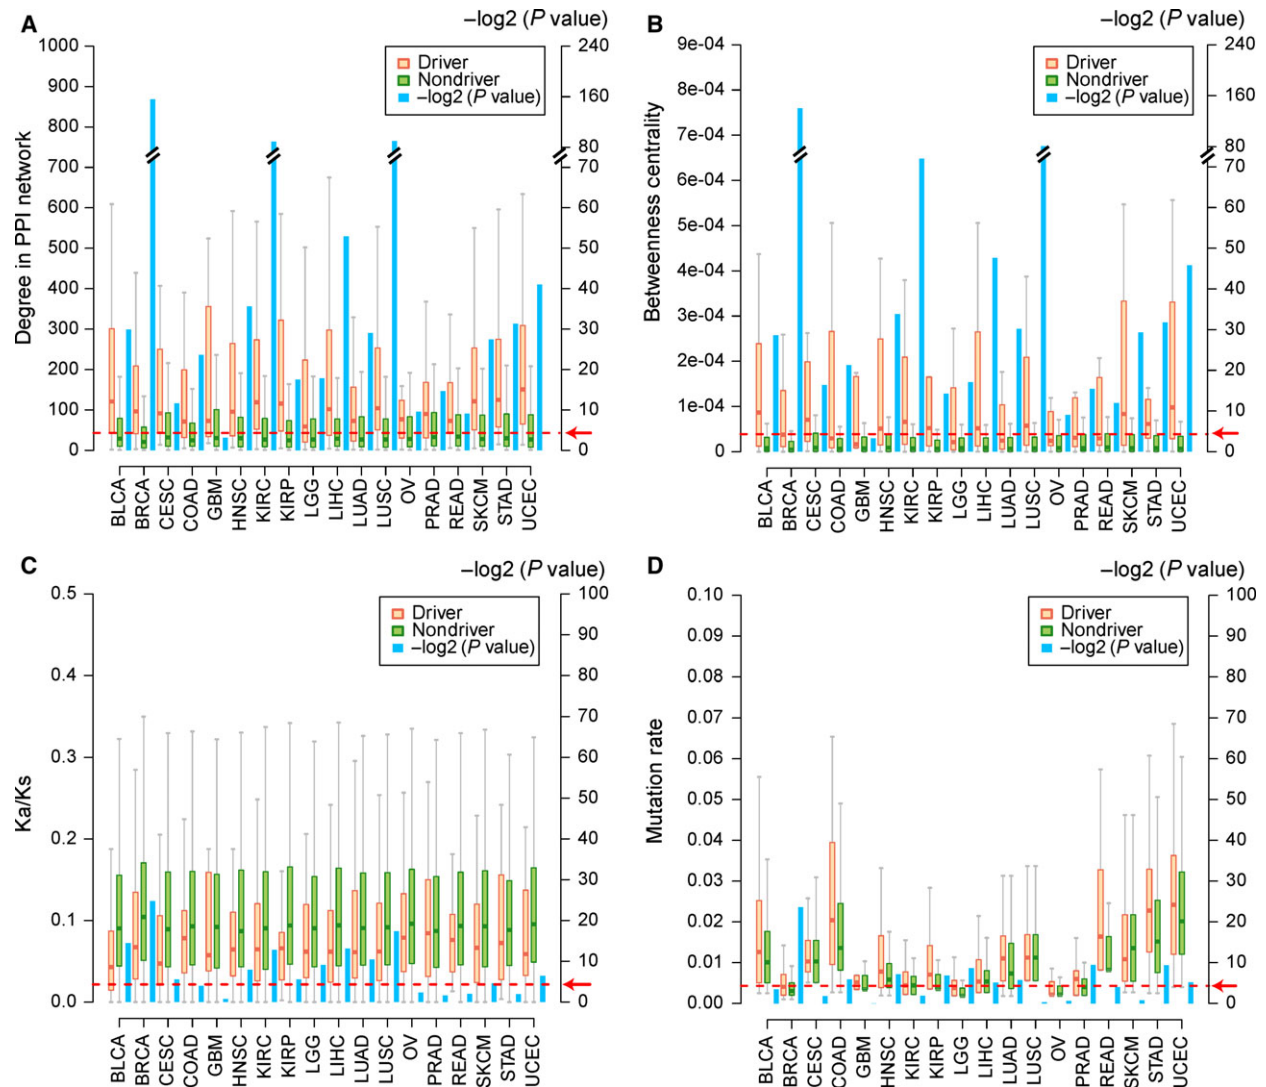 A
–log2 (P value)
Degree in PPI network
1000
900
800
700
600
500
400
300
200
100
0
240
160
80
70
60
50
40
30
20
10
0
Driver
Nondriver
–log2 (P value)
BLCA
BRCA
CESC
COAD
GBM
HNSC
KIRC
KIRP
LGG
LIHC
LUAD
LUSC
OV
PRAD
READ
SKCM
STAD
UCEC
B
–log2 (P value)
Betweenness centrality
9e-04
8e-04
7e-04
6e-04
5e-04
4e-04
3e-04
2e-04
1e-04
0
240
160
80
70
60
50
40
30
20
10
0
Driver
Nondriver
–log2 (P value)
BLCA
BRCA
CESC
COAD
GBM
HNSC
KIRC
KIRP
LGG
LIHC
LUAD
LUSC
OV
PRAD
READ
SKCM
STAD
UCEC
C
–log2 (P value)
Ka/Ks
0.5
0.4
0.3
0.2
0.1
0.0
100
90
80
70
60
50
40
30
20
10
0
Driver
Nondriver
–log2 (P value)
BLCA
BRCA
CESC
COAD
GBM
HNSC
KIRC
KIRP
LGG
LIHC
LUAD
LUSC
OV
PRAD
READ
SKCM
STAD
UCEC
D
–log2 (P value)
Mutation rate
0.10
0.09
0.08
0.07
0.06
0.05
0.04
0.03
0.02
0.01
0.00
100
90
80
70
60
50
40
30
20
10
0
Driver
Nondriver
–log2 (P value)
BLCA
BRCA
CESC
COAD
GBM
HNSC
KIRC
KIRP
LGG
LIHC
LUAD
LUSC
OV
PRAD
READ
SKCM
STAD
UCEC